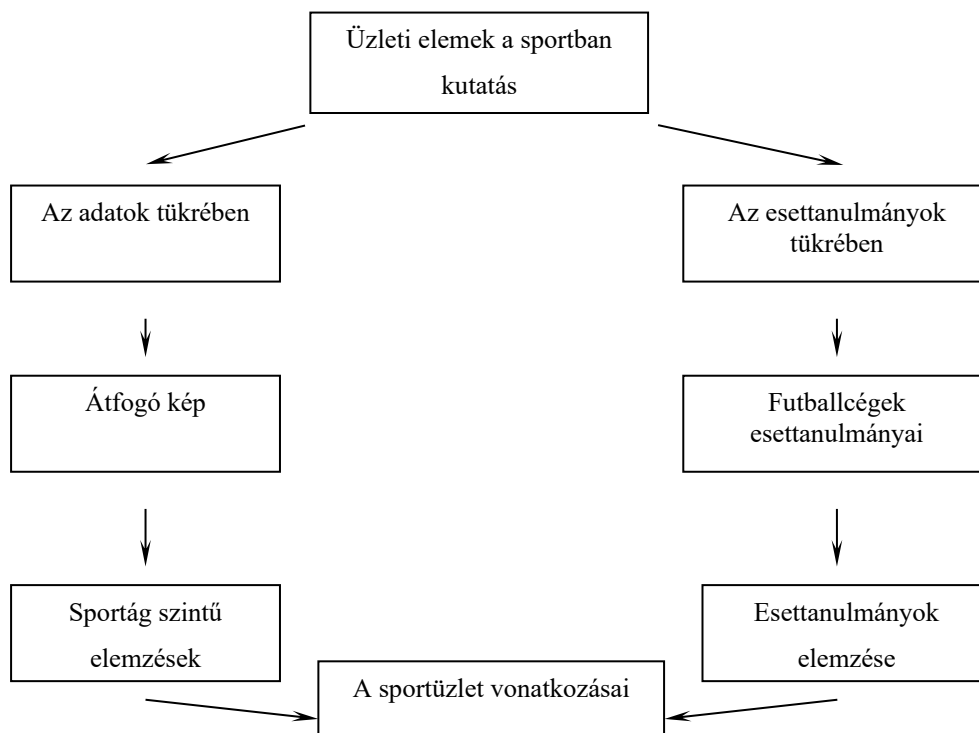 Üzleti elemek a sportban
kutatás
Az adatok tükrében
Az esettanulmányok
tükrében
Átfogó kép
Futballcégek
esettanulmányai
Sportág szintű
elemzések
Esettanulmányok
elemzése
A sportüzlet vonatkozásai